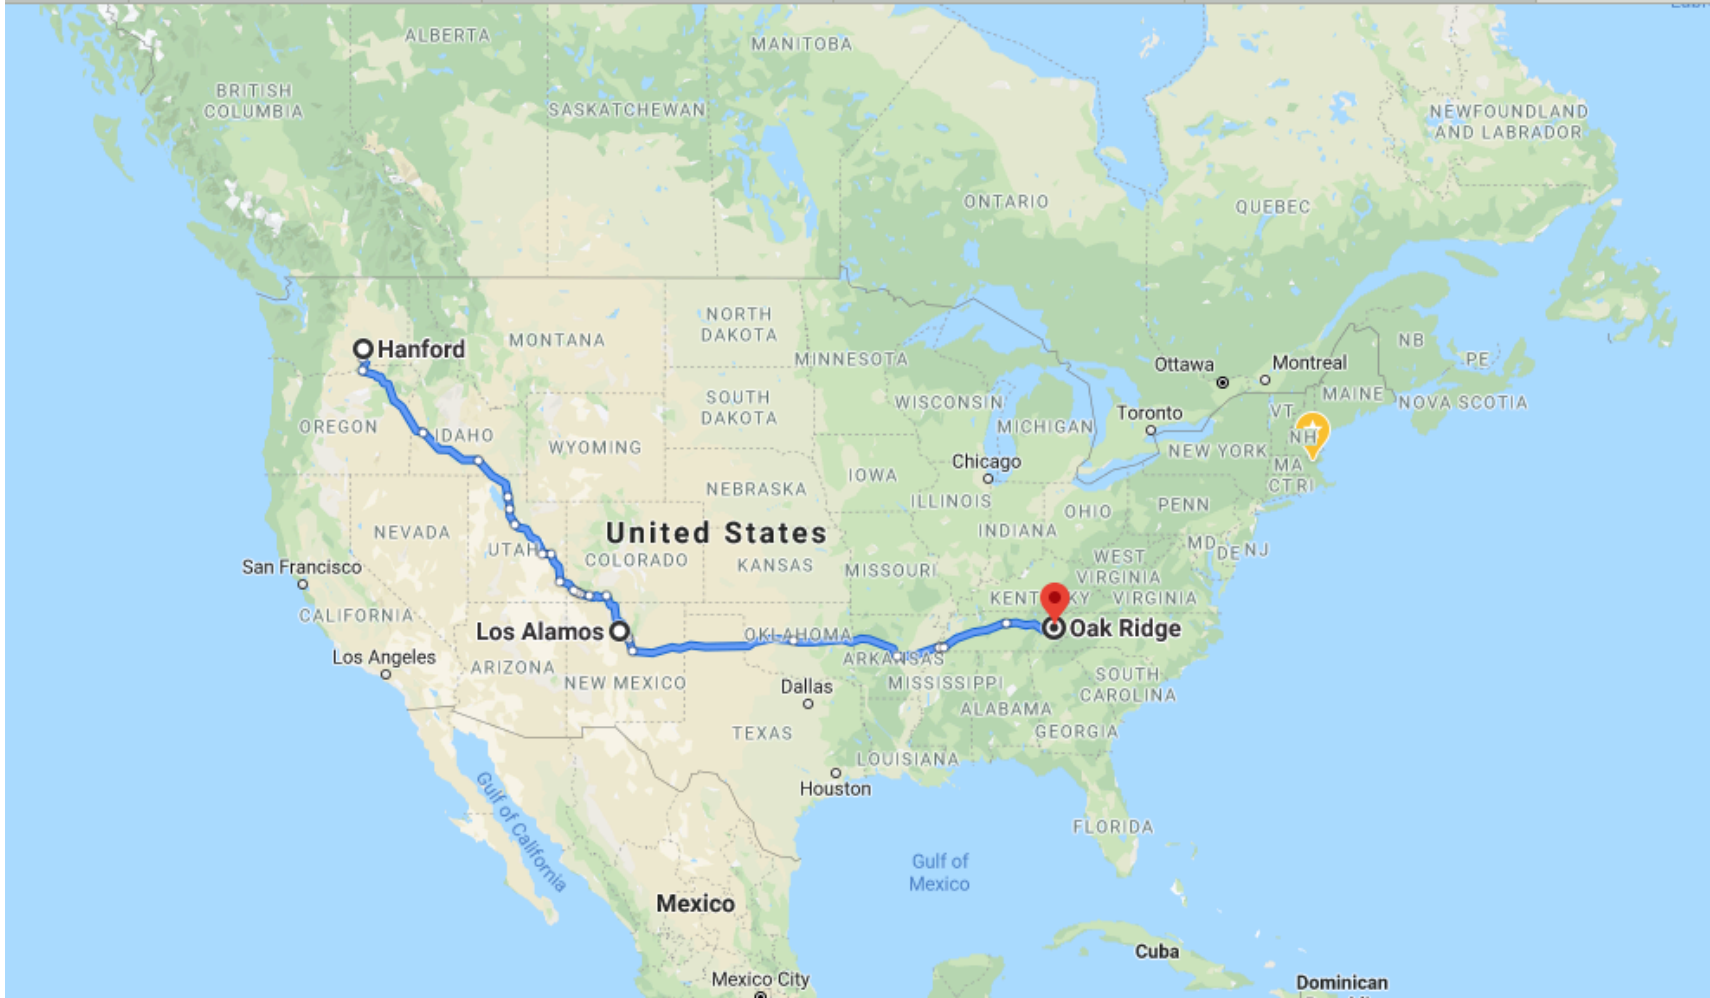 ALBERTA
MANITOBA
BRITISH
COLUMBIA
SASKATCHEWAN
NEWFOUNDLAND
AND LABRADOR
ONTARIO
QUEBEC
NORTH
DAKOTA
MONTANA
Hanford
MINNESOTA
NB
PE
Ottawa
Montreal
MAINE
NOVA SCOTIA
SOUTH
DAKOTA
WISCONSIN
MICHIGAN
Toronto
VT
NH
OREGON
IDAHO
WYOMING
NEW YORK
MA
CT
RI
Chicago
IOWA
NEBRASKA
ILLINOIS
PENN
OHIO
INDIANA
NEVADA
United States
UTAH
COLORADO
KANSAS
MISSOURI
WEST
VIRGINIA
MD
DE
NJ
San Francisco
KENTUCKY
VIRGINIA
CALIFORNIA
Los Alamos
OKLAHOMA
Oak Ridge
Los Angeles
ARIZONA
NEW MEXICO
ARKANSAS
Dallas
MISSISSIPPI
SOUTH
CAROLINA
ALABAMA
TEXAS
GEORGIA
LOUISIANA
Houston
Gulf of California
FLORIDA
Gulf of
Mexico
Mexico
Cuba
Mexico City
Dominican